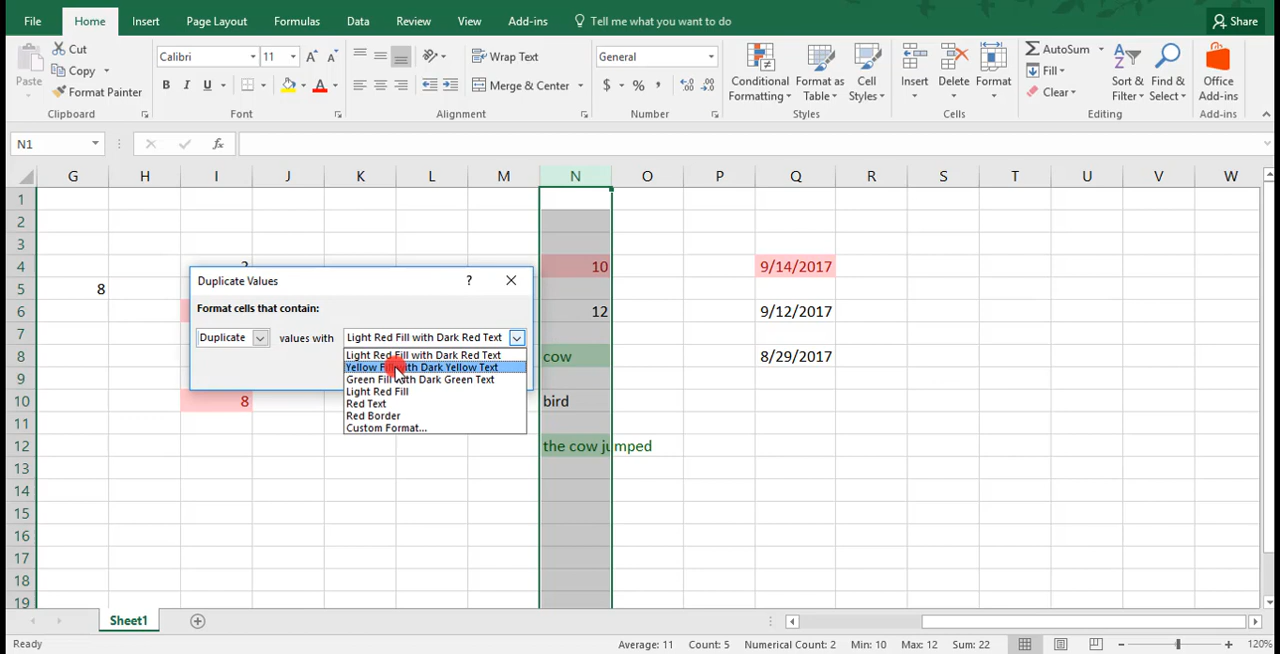 File Home Insert Page Layout Formulas Data Review View Add-ins Tell me what you want to do Share
Cut
Copy
Format Painter
Paste
Clipboard
Calibri 11
B I U
Font
Wrap Text
Merge & Center
Alignment
General
$ % ,
Number
Conditional Formatting
Format as Table
Cell Styles
Styles
Insert Delete Format
Cells
AutoSum
Fill
Clear
Sort & Filter
Find & Select
Editing
Office Add-ins
Add-ins
N1 fx
G H I J K L M N O P Q R S T U V W
1
2
3
4 10 9/14/2017
5 8
6 12 9/12/2017
7
8 cow 8/29/2017
9
10 8 bird
11
12 the cow jumped
13
14
15
16
17
18
19
Duplicate Values ?
Format cells that contain:
Duplicate values with Light Red Fill with Dark Red Text
Light Red Fill with Dark Red Text
Yellow Fill with Dark Yellow Text
Green Fill with Dark Green Text
Light Red Fill
Red Text
Red Border
Custom Format...
Sheet1
Ready Average: 11 Count: 5 Numerical Count: 2 Min: 10 Max: 12 Sum: 22 120%